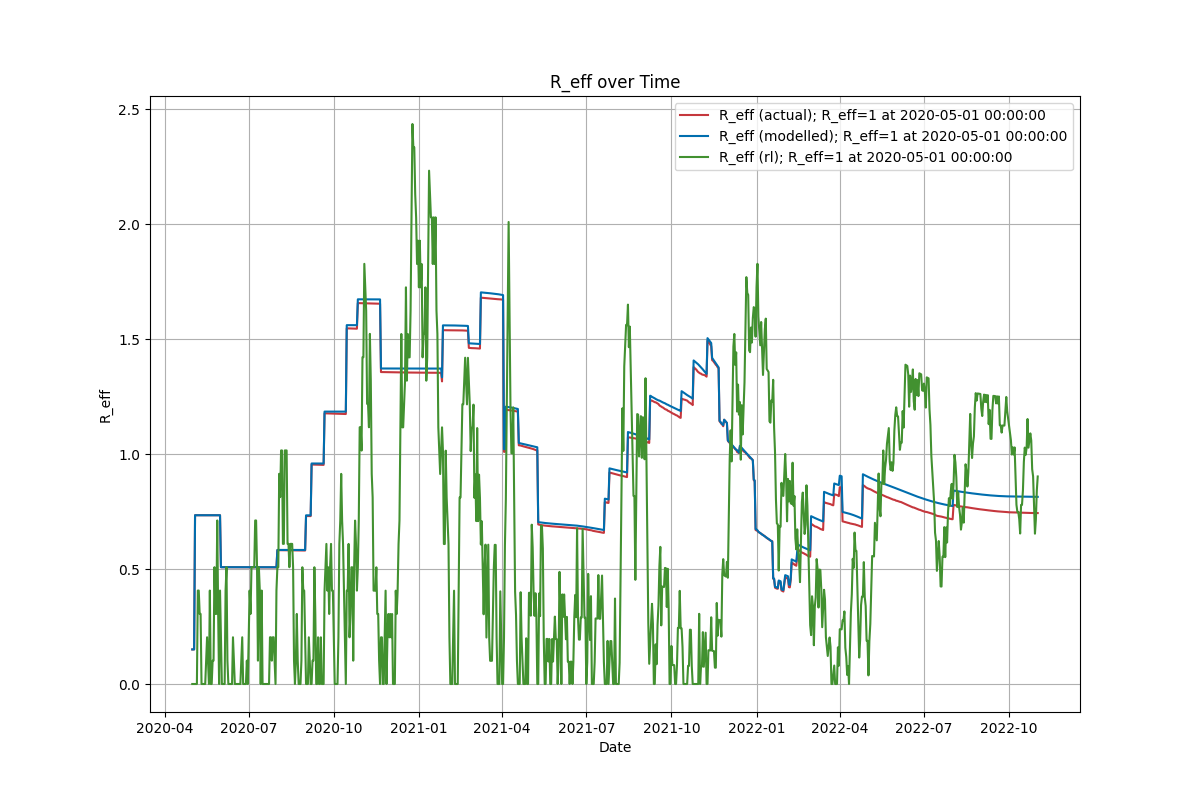 R_eff over Time
R_eff (actual); R_eff=1 at 2020-05-01 00:00:00
R_eff (modelled); R_eff=1 at 2020-05-01 00:00:00
R_eff (rl); R_eff=1 at 2020-05-01 00:00:00
R_eff
2.5
2.0
1.5
1.0
0.5
0.0
2020-04 2020-07 2020-10 2021-01 2021-04 2021-07 2021-10 2022-01 2022-04 2022-07 2022-10
Date